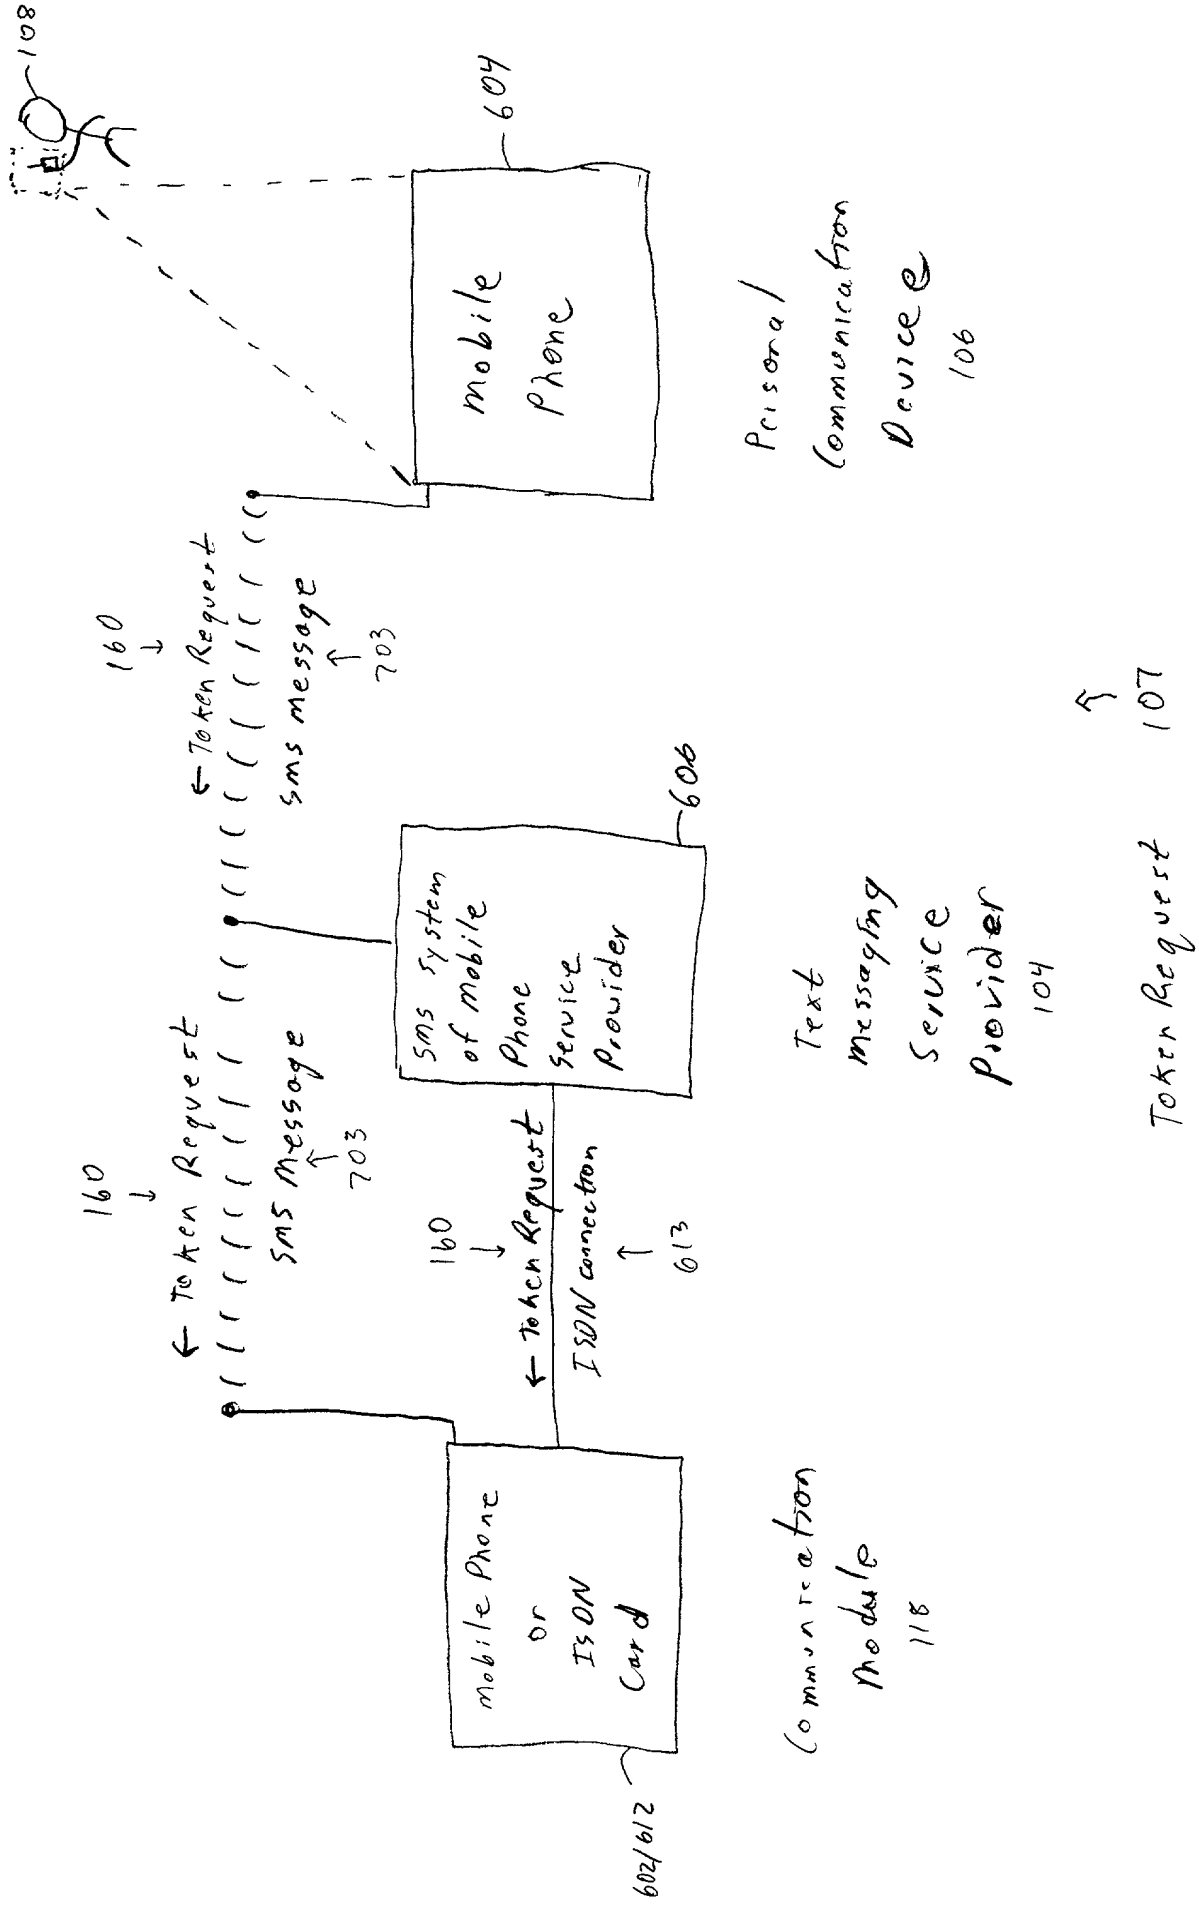 108
160
↓
← Token Request
SMS Message
↑
703
160
↓
← Token Request
SMS Message
↑
703
160
↓
← Token Request
ISDN connection
↑
613
Mobile Phone
or
ISDN
Card
602/612
SMS System
of Mobile
Phone
Service
Provider
606
Mobile
Phone
604
Communication
Module
118
Text
Messaging
Service
Provider
104
Personal
Communication
Device
106
Token Request 107
↑